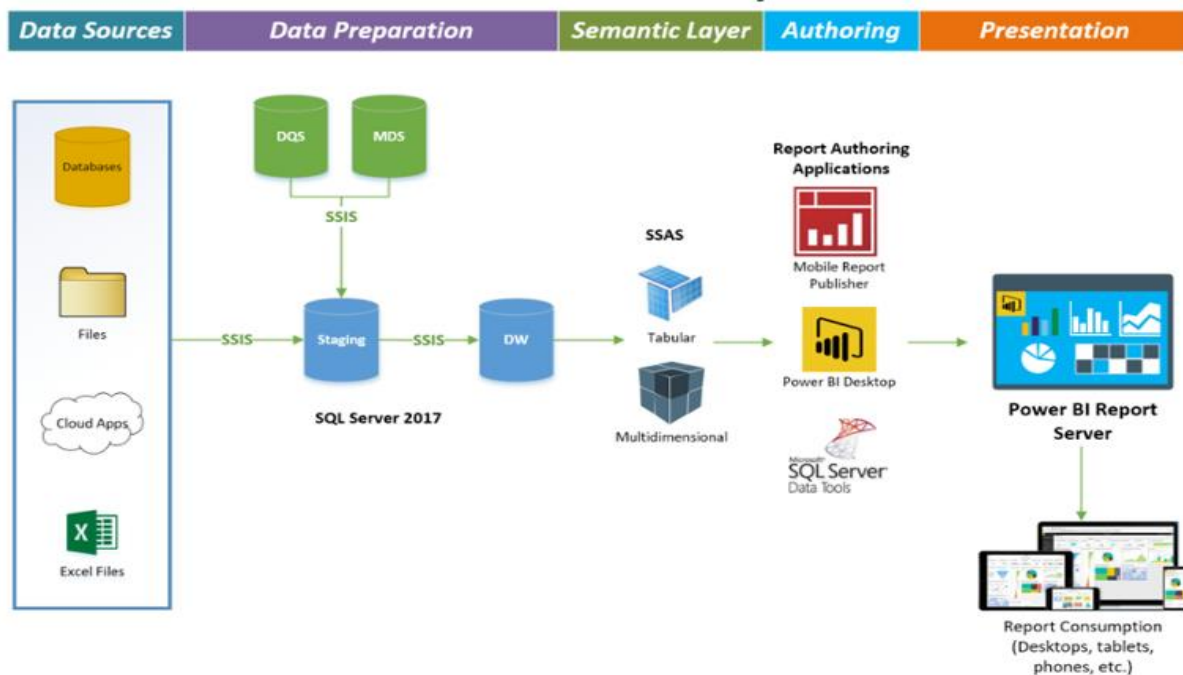 Data Sources
Data Preparation
Semantic Layer
Authoring
Presentation
Databases
Files
Cloud Apps
Excel Files
DQS
MDS
SSIS
SSIS
Staging
SSIS
DW
SQL Server 2017
SSAS
Tabular
Multidimensional
Report Authoring
Applications
Mobile Report
Publisher
Power BI Desktop
Microsoft
SQL Server
Data Tools
Power BI Report
Server
Report Consumption
(Desktops, tablets,
phones, etc.)